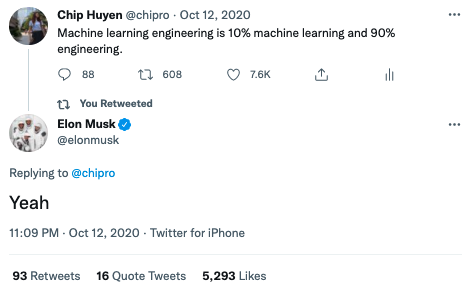 Chip Huyen @chipro · Oct 12, 2020
Machine learning engineering is 10% machine learning and 90%
engineering.
88 608 7.6K
You Retweeted
Elon Musk
@elonmusk
Replying to @chipro
Yeah
11:09 PM · Oct 12, 2020 · Twitter for iPhone
93 Retweets 16 Quote Tweets 5,293 Likes